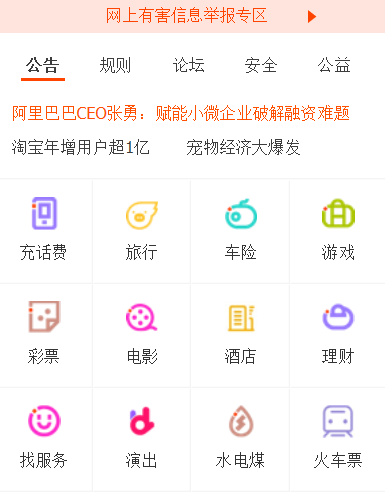 网上有害信息举报专区
公告 规则 论坛 安全 公益
阿里巴巴CEO张勇：赋能小微企业破解融资难题
淘宝年增用户超1亿 宠物经济大爆发
充话费 旅行 车险 游戏
彩票 电影 酒店 理财
找服务 演出 水电煤 火车票